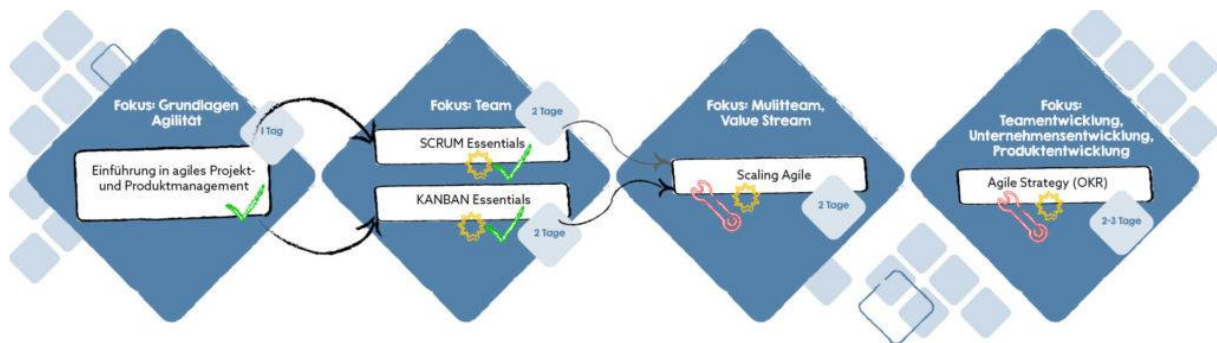 Fokus: Grundlagen
Agilität
1 Tag
Einführung in agiles Projekt-
und Produktmanagement
Fokus: Team
2 Tage
SCRUM Essentials
KANBAN Essentials
2 Tage
Fokus: Mulitteam,
Value Stream
Scaling Agile
2 Tage
Fokus:
Teamentwicklung,
Unternehmensentwicklung,
Produktentwicklung
Agile Strategy (OKR)
2-3 Tage